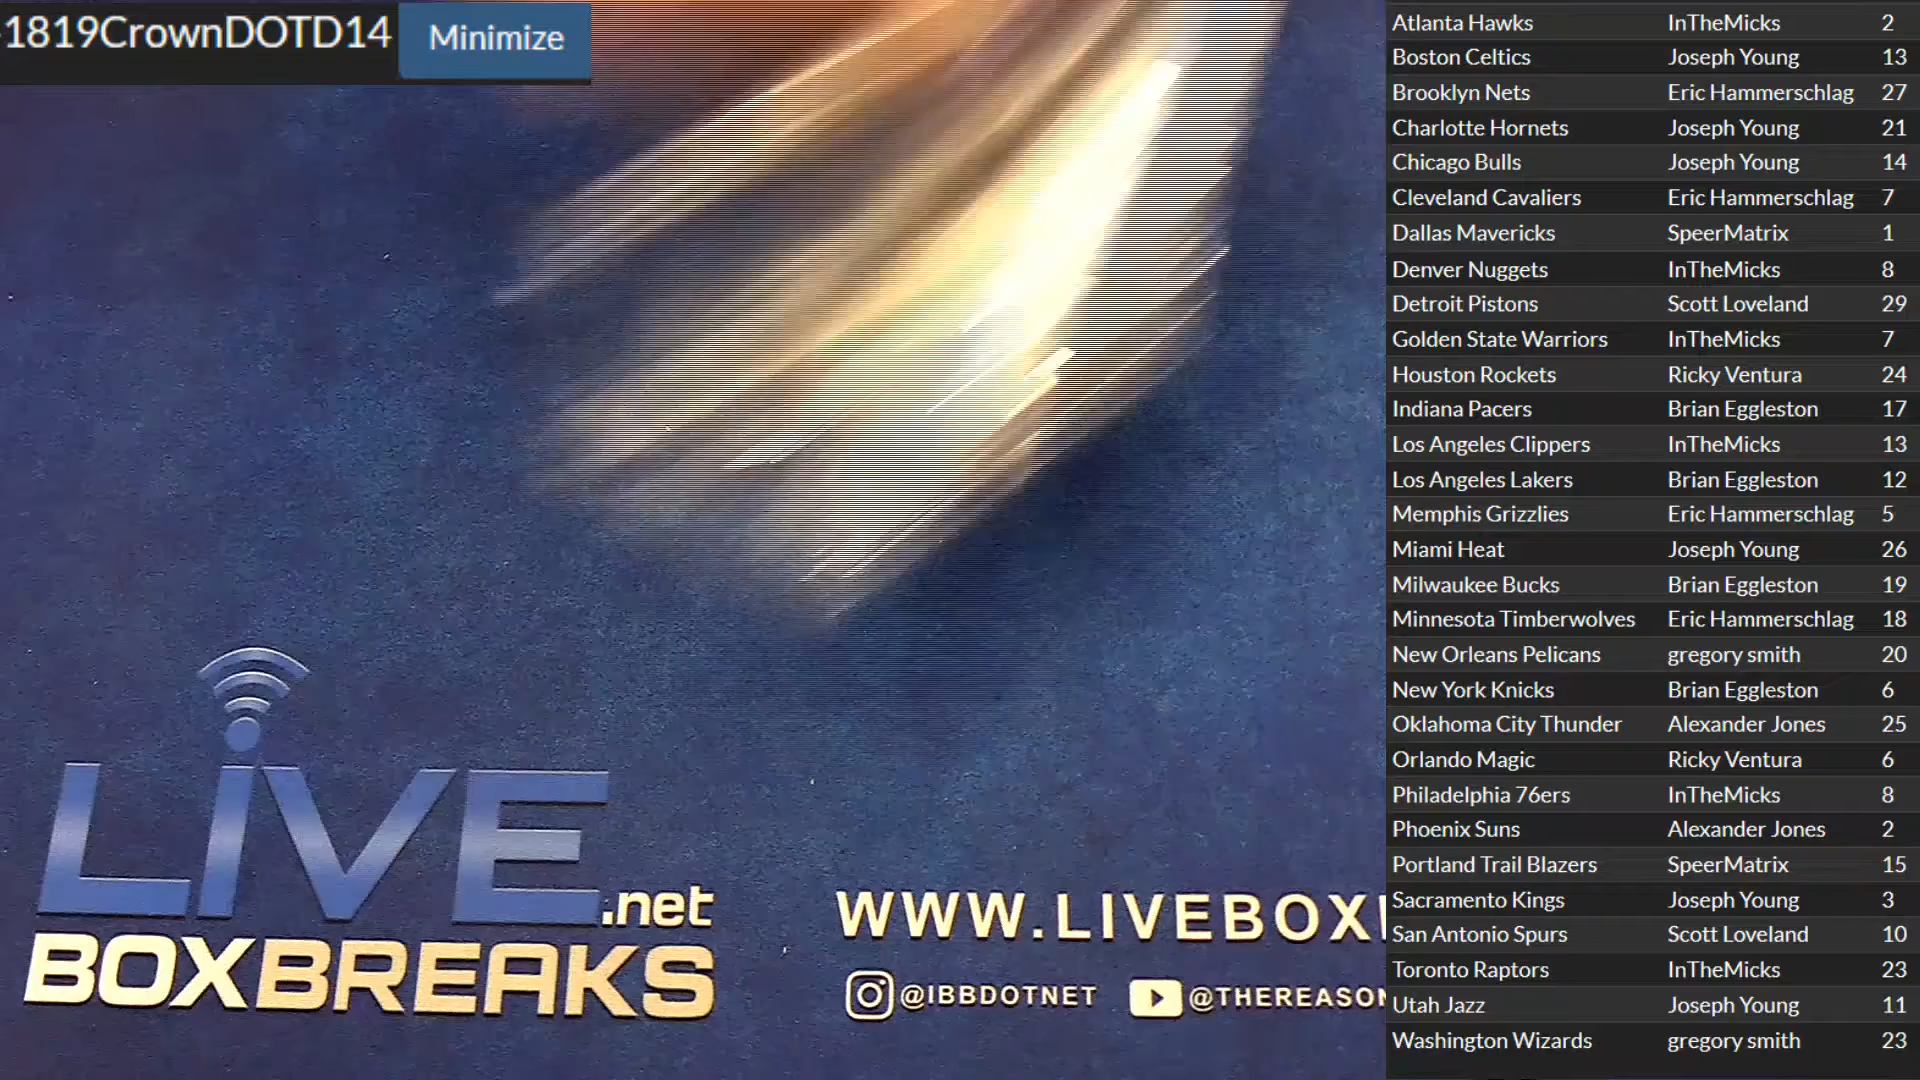 1819CrownDOTD14
Minimize
Atlanta Hawks InTheMicks 2
Boston Celtics Joseph Young 13
Brooklyn Nets Eric Hammerschlag 27
Charlotte Hornets Joseph Young 21
Chicago Bulls Joseph Young 14
Cleveland Cavaliers Eric Hammerschlag 7
Dallas Mavericks SpeerMatrix 1
Denver Nuggets InTheMicks 8
Detroit Pistons Scott Loveland 29
Golden State Warriors InTheMicks 7
Houston Rockets Ricky Ventura 24
Indiana Pacers Brian Eggleston 17
Los Angeles Clippers InTheMicks 13
Los Angeles Lakers Brian Eggleston 12
Memphis Grizzlies Eric Hammerschlag 5
Miami Heat Joseph Young 26
Milwaukee Bucks Brian Eggleston 19
Minnesota Timberwolves Eric Hammerschlag 18
New Orleans Pelicans gregory smith 20
New York Knicks Brian Eggleston 6
Oklahoma City Thunder Alexander Jones 25
Orlando Magic Ricky Ventura 6
Philadelphia 76ers InTheMicks 8
Phoenix Suns Alexander Jones 2
Portland Trail Blazers SpeerMatrix 15
Sacramento Kings Joseph Young 3
San Antonio Spurs Scott Loveland 10
Toronto Raptors InTheMicks 23
Utah Jazz Joseph Young 11
Washington Wizards gregory smith 23
LiVE.net
BOXBREAKS
WWW.LIVEBOX
@IBBDOTNET @THEREASON